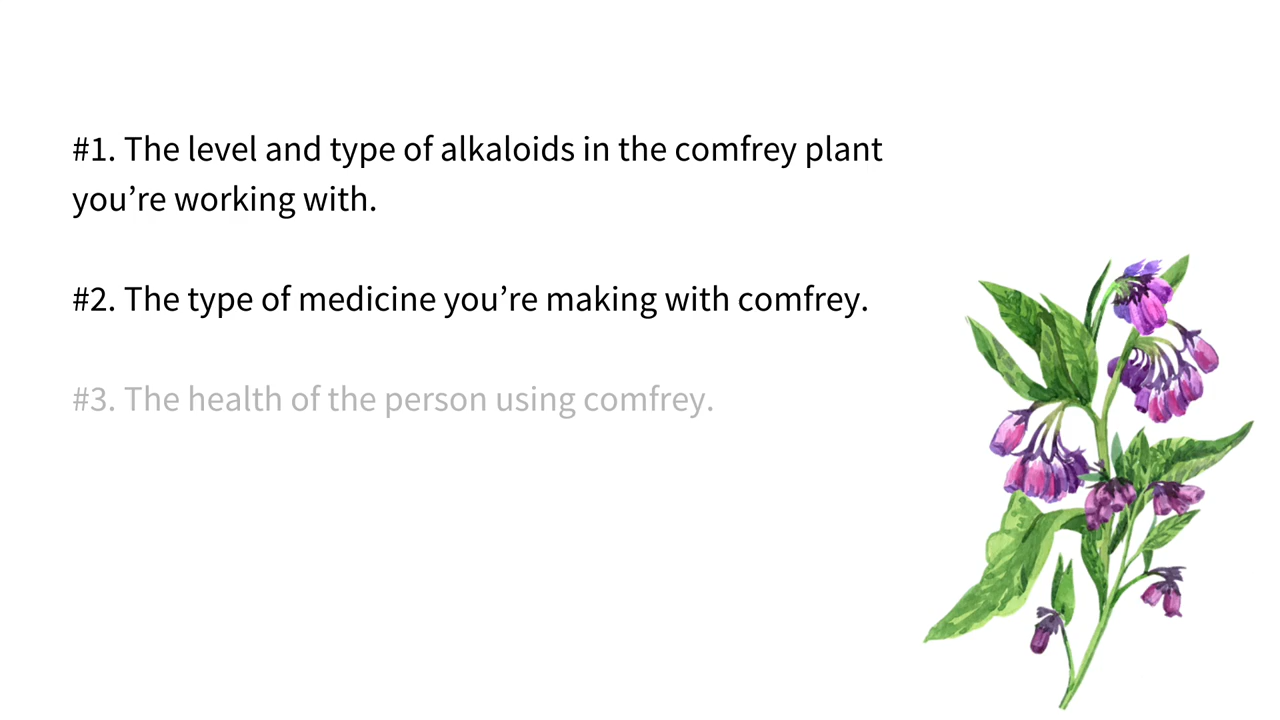 #1. The level and type of alkaloids in the comfrey plant
you’re working with.
#2. The type of medicine you’re making with comfrey.
#3. The health of the person using comfrey.